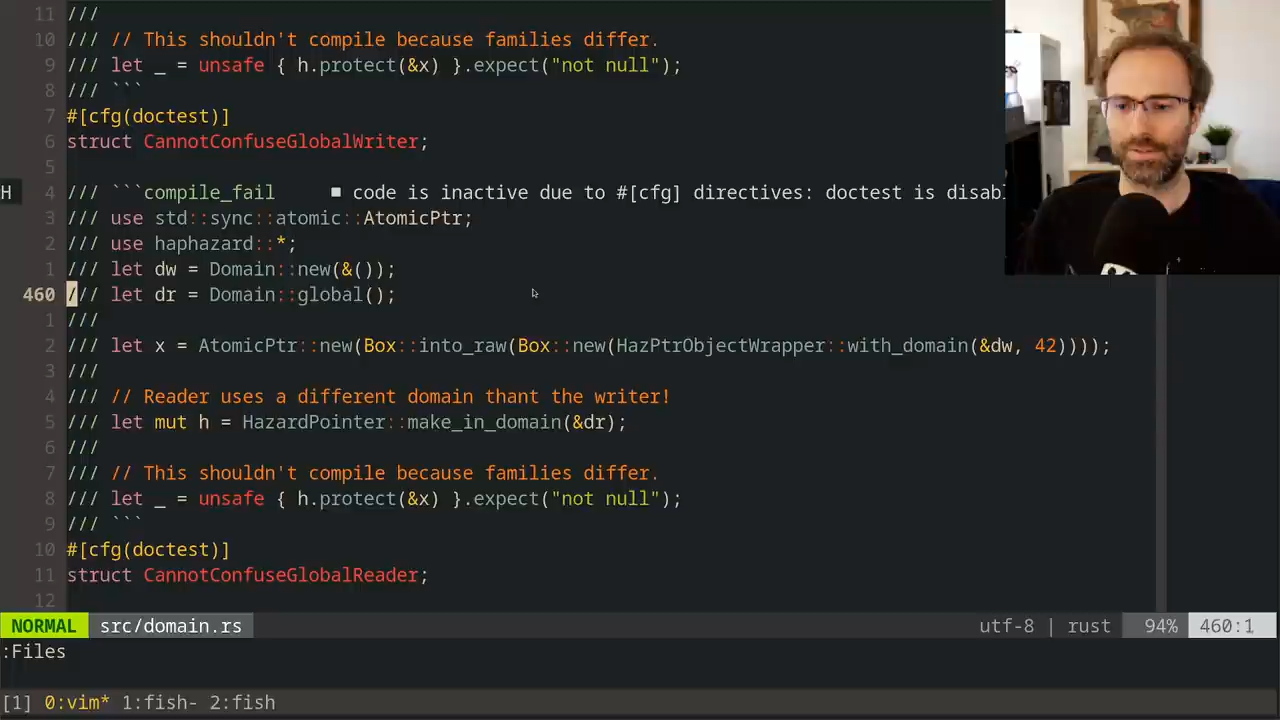 11 ///
10 /// // This shouldn't compile because families differ.
9 /// let _ = unsafe { h.protect(&x) }.expect("not null");
8 /// ```
7 #[cfg(doctest)]
6 struct CannotConfuseGlobalWriter;
5
H 4 /// ```compile_fail ■ code is inactive due to #[cfg] directives: doctest is disabl
3 /// use std::sync::atomic::AtomicPtr;
2 /// use haphazard::*;
1 /// let dw = Domain::new(&());
460 /// let dr = Domain::global();
1 ///
2 /// let x = AtomicPtr::new(Box::into_raw(Box::new(HazPtrObjectWrapper::with_domain(&dw, 42))));
3 ///
4 /// // Reader uses a different domain thant the writer!
5 /// let mut h = HazardPointer::make_in_domain(&dr);
6 ///
7 /// // This shouldn't compile because families differ.
8 /// let _ = unsafe { h.protect(&x) }.expect("not null");
9 /// ```
10 #[cfg(doctest)]
11 struct CannotConfuseGlobalReader;
12
NORMAL src/domain.rs utf-8 | rust 94% 460:1
:Files
[1] 0:vim* 1:fish- 2:fish